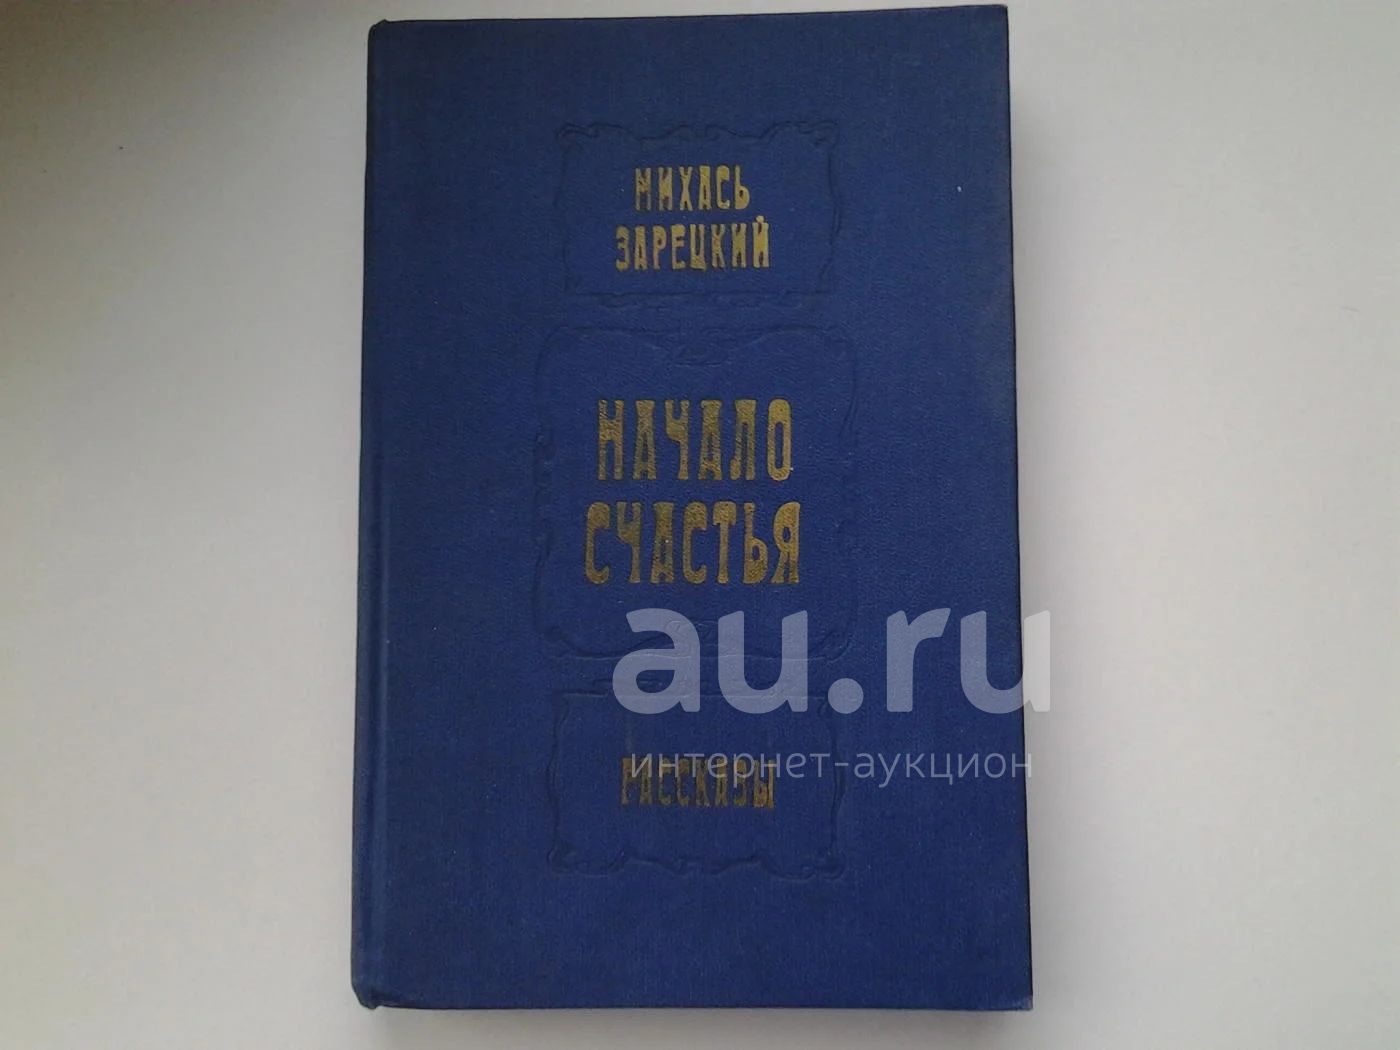 МИХАСЬ
ЗАРЕЦКИЙ
НАЧАЛО
СЧАСТЬЯ
au.ru
интернет-аукцион
РАССКАЗЫ